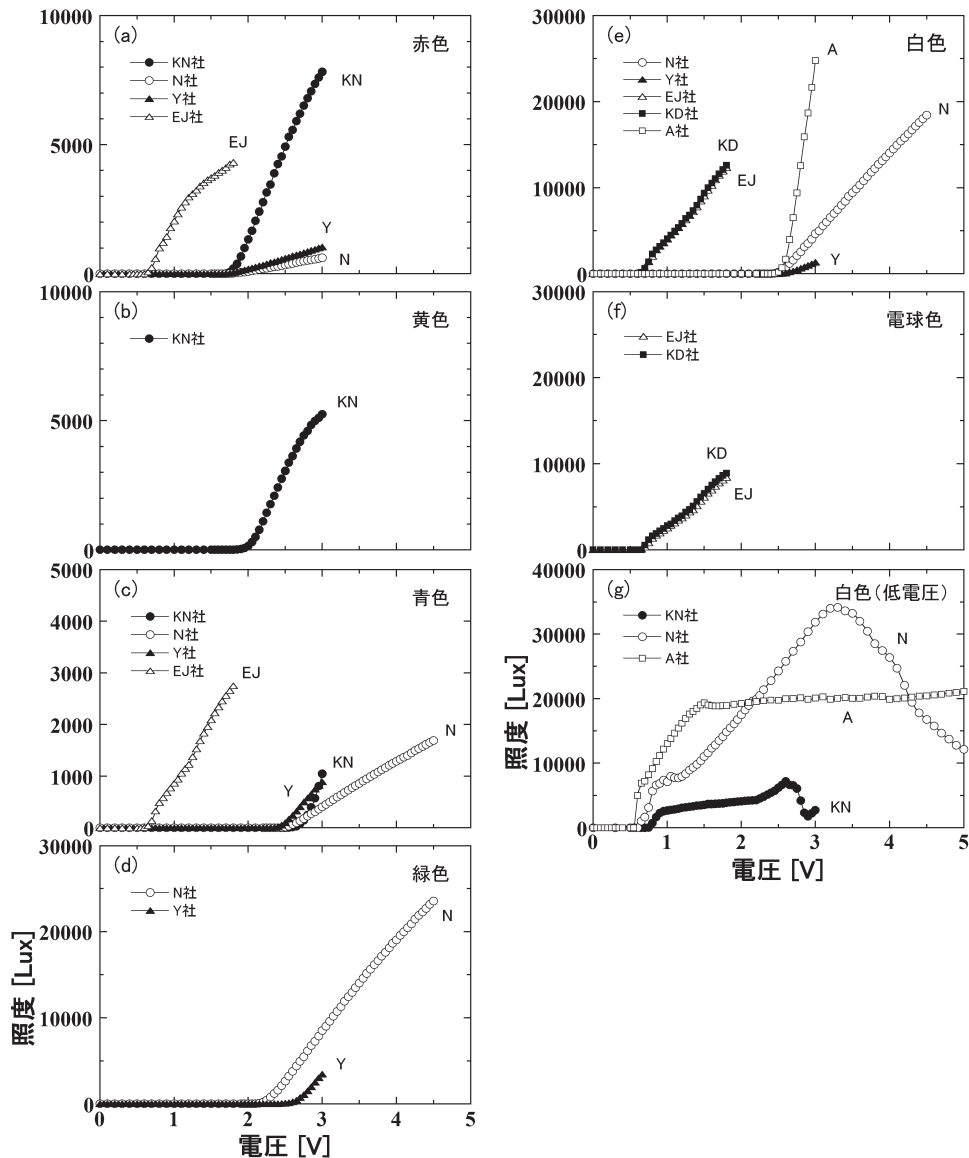 (a)
赤色
KN社
N社
Y社
EJ社
EJ
KN
Y
N
10000
5000
0
(b)
黄色
KN社
KN
10000
5000
0
(c)
青色
KN社
N社
Y社
EJ社
EJ
N
KN
Y
5000
4000
3000
2000
1000
0
(d)
緑色
N社
Y社
N
Y
30000
20000
10000
0
0 1 2 3 4 5
照度 [Lux]
電圧 [V]
(e)
白色
N社
Y社
EJ社
KD社
A社
A
N
KD
EJ
Y
30000
20000
10000
0
(f)
電球色
EJ社
KD社
KD
EJ
30000
20000
10000
0
(g)
白色(低電圧)
KN社
N社
A社
N
A
KN
40000
30000
20000
10000
0
0 1 2 3 4 5
照度 [Lux]
電圧 [V]